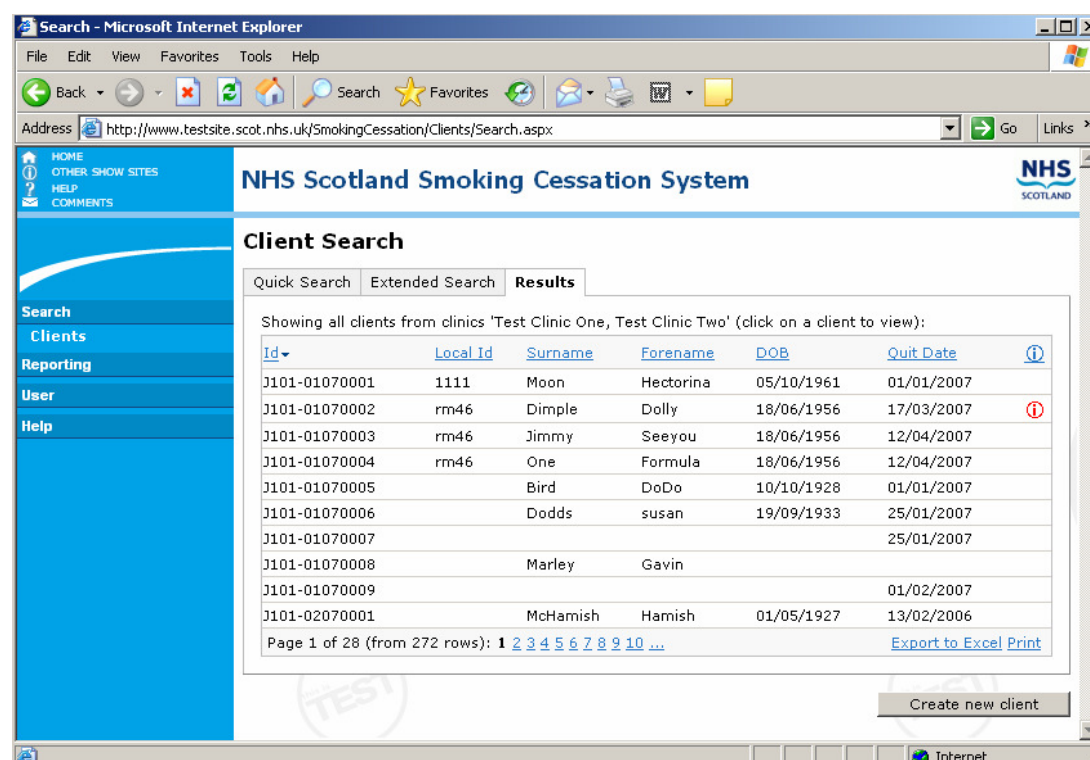 Search - Microsoft Internet Explorer
File Edit View Favorites Tools Help
Back Search Favorites
Address http://www.testsite.scot.nhs.uk/SmokingCessation/Clients/Search.aspx Go Links
HOME
OTHER SHOW SITES
HELP
COMMENTS
NHS Scotland Smoking Cessation System
NHS
SCOTLAND
Client Search
Quick Search Extended Search Results
Search
Clients
Reporting
User
Help
Showing all clients from clinics 'Test Clinic One, Test Clinic Two' (click on a client to view):
Id Local Id Surname Forename DOB Quit Date
J101-01070001 1111 Moon Hectorina 05/10/1961 01/01/2007
J101-01070002 rm46 Dimple Dolly 18/06/1956 17/03/2007
J101-01070003 rm46 Jimmy Seeyou 18/06/1956 12/04/2007
J101-01070004 rm46 One Formula 18/06/1956 12/04/2007
J101-01070005 Bird DoDo 10/10/1928 01/01/2007
J101-01070006 Dodds susan 19/09/1933 25/01/2007
J101-01070007 25/01/2007
J101-01070008 Marley Gavin
J101-01070009 01/02/2007
J101-02070001 McHamish Hamish 01/05/1927 13/02/2006
Page 1 of 28 (from 272 rows): 1 2 3 4 5 6 7 8 9 10 ...
Export to Excel Print
TEST
Create new client
Internet